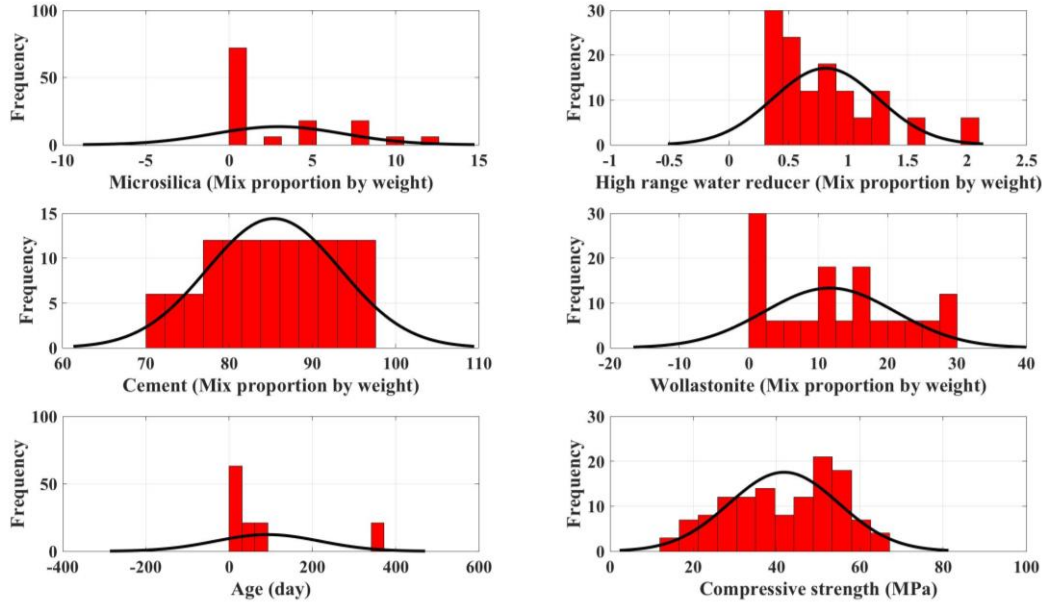 100
50
0
Frequency
-10 -5 0 5 10 15
Microsilica (Mix proportion by weight)
30
20
10
0
Frequency
-1 -0.5 0 0.5 1 1.5 2 2.5
High range water reducer (Mix proportion by weight)
15
10
5
0
Frequency
60 70 80 90 100 110
Cement (Mix proportion by weight)
30
20
10
0
Frequency
-20 -10 0 10 20 30 40
Wollastonite (Mix proportion by weight)
100
50
0
Frequency
-400 -200 0 200 400 600
Age (day)
30
20
10
0
Frequency
0 20 40 60 80 100
Compressive strength (MPa)